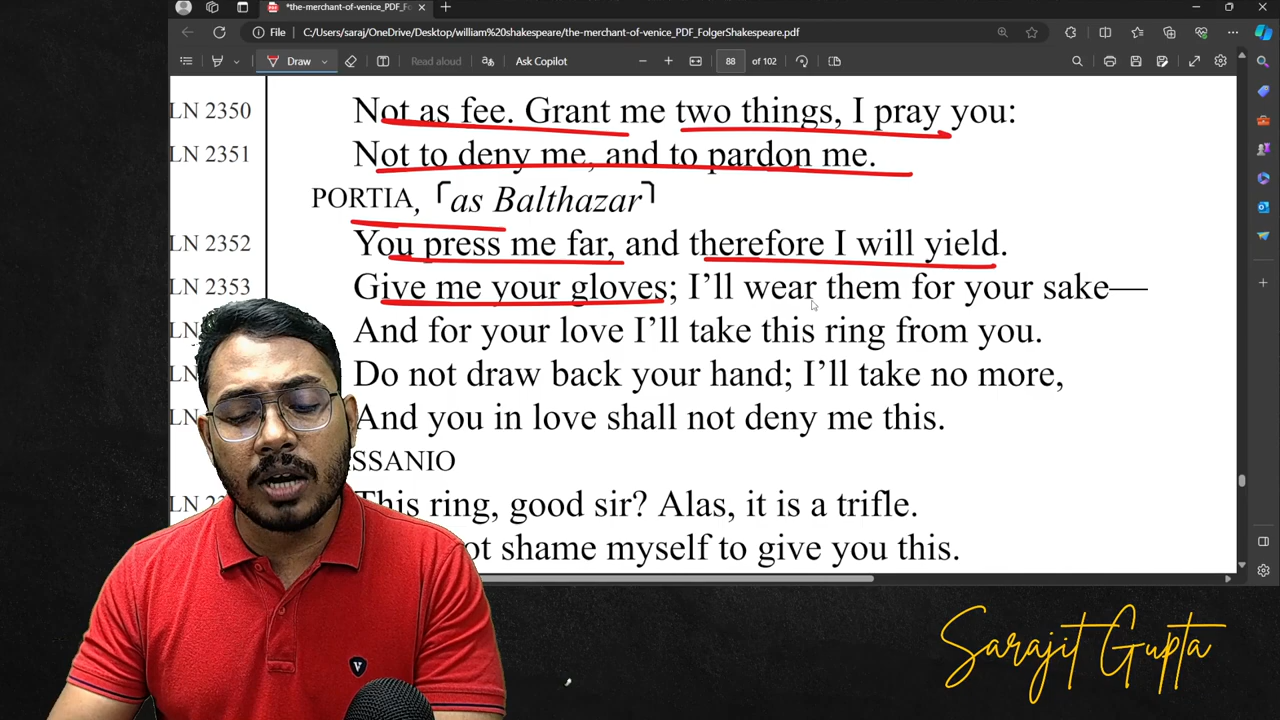 *the-merchant-of-venice_PDF_F
File
C:/Users/saraj/OneDrive/Desktop/william%20shakespeare/the-merchant-of-venice_PDF_FolgerShakespeare.pdf
Draw
Read aloud
Ask Copilot
88 of 102
LN 2350 Not as fee. Grant me two things, I pray you:
LN 2351 Not to deny me, and to pardon me.
PORTIA, ⌜as Balthazar⌝
LN 2352 You press me far, and therefore I will yield.
LN 2353 Give me your gloves; I’ll wear them for your sake—
And for your love I’ll take this ring from you.
Do not draw back your hand; I’ll take no more,
And you in love shall not deny me this.
SSANIO
This ring, good sir? Alas, it is a trifle.
ot shame myself to give you this.
Sarajit Gupta